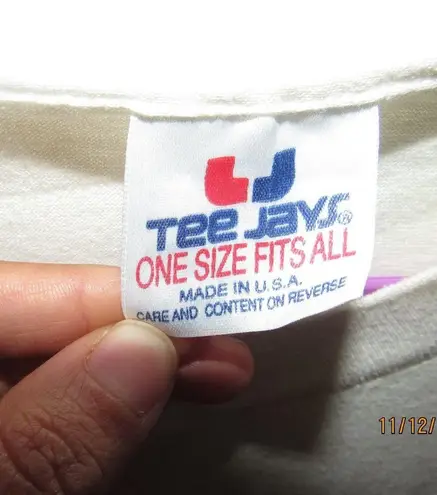 Tee Jays®
ONE SIZE FITS ALL
MADE IN U.S.A.
CARE AND CONTENT ON REVERSE
11/12/